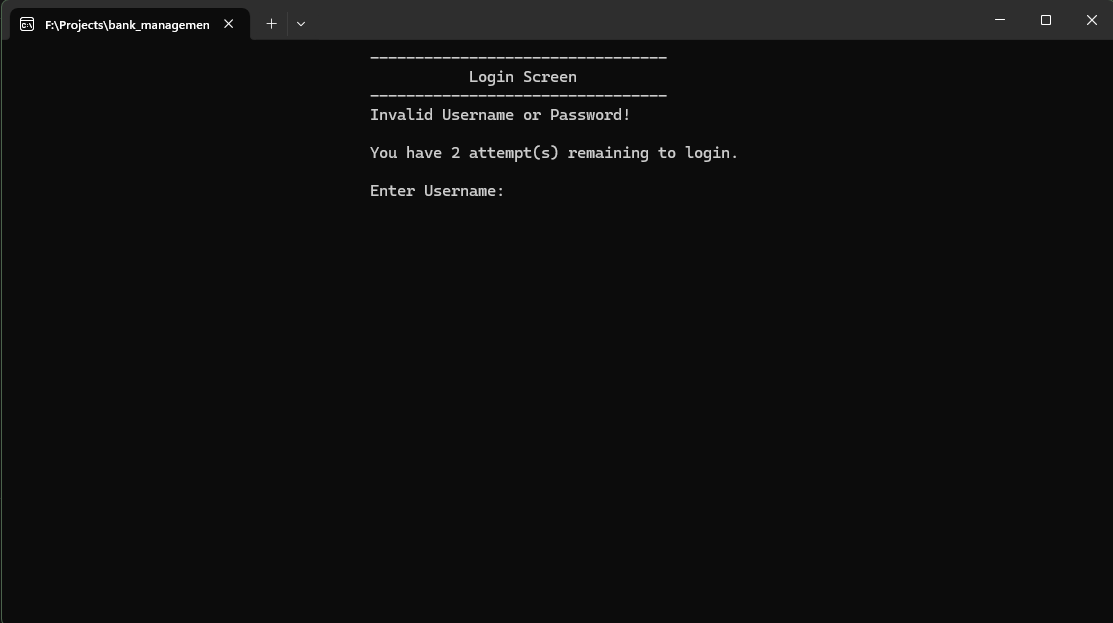 F:\Projects\bank_managemen
---------------------------------
Login Screen
---------------------------------
Invalid Username or Password!
You have 2 attempt(s) remaining to login.
Enter Username: